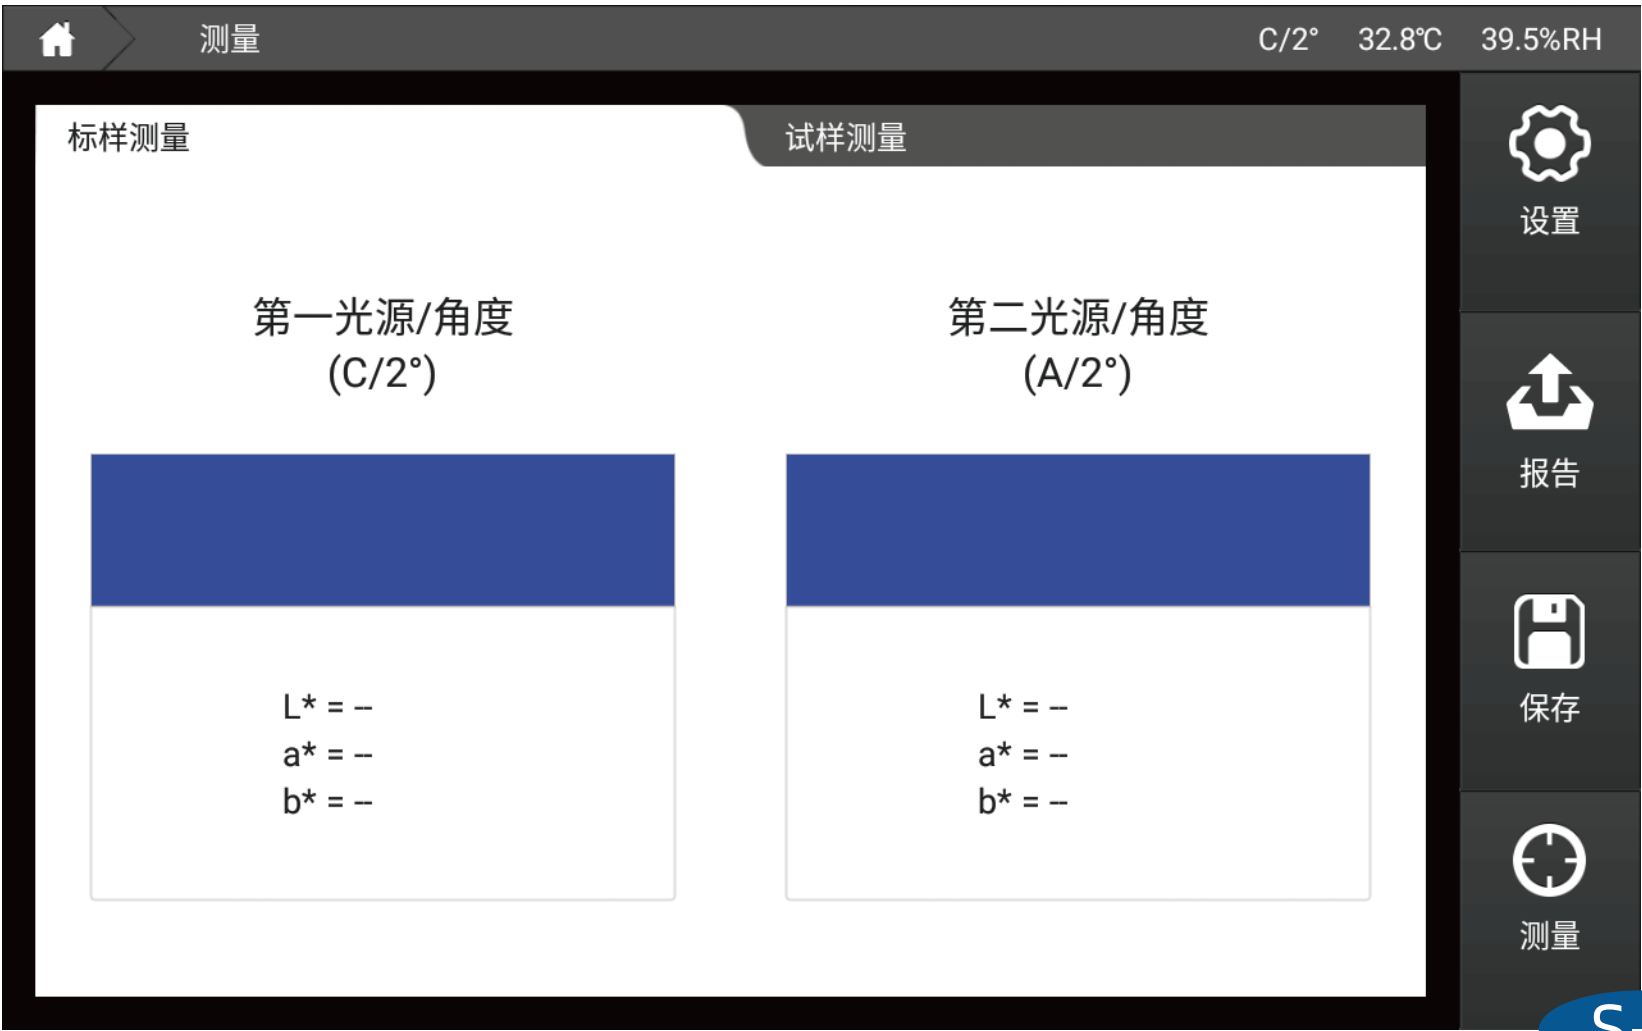 测量
C/2° 32.8℃ 39.5%RH
标样测量
试样测量
设置
第一光源/角度
(C/2°)
第二光源/角度
(A/2°)
报告
L* = --
a* = --
b* = --
L* = --
a* = --
b* = --
保存
测量